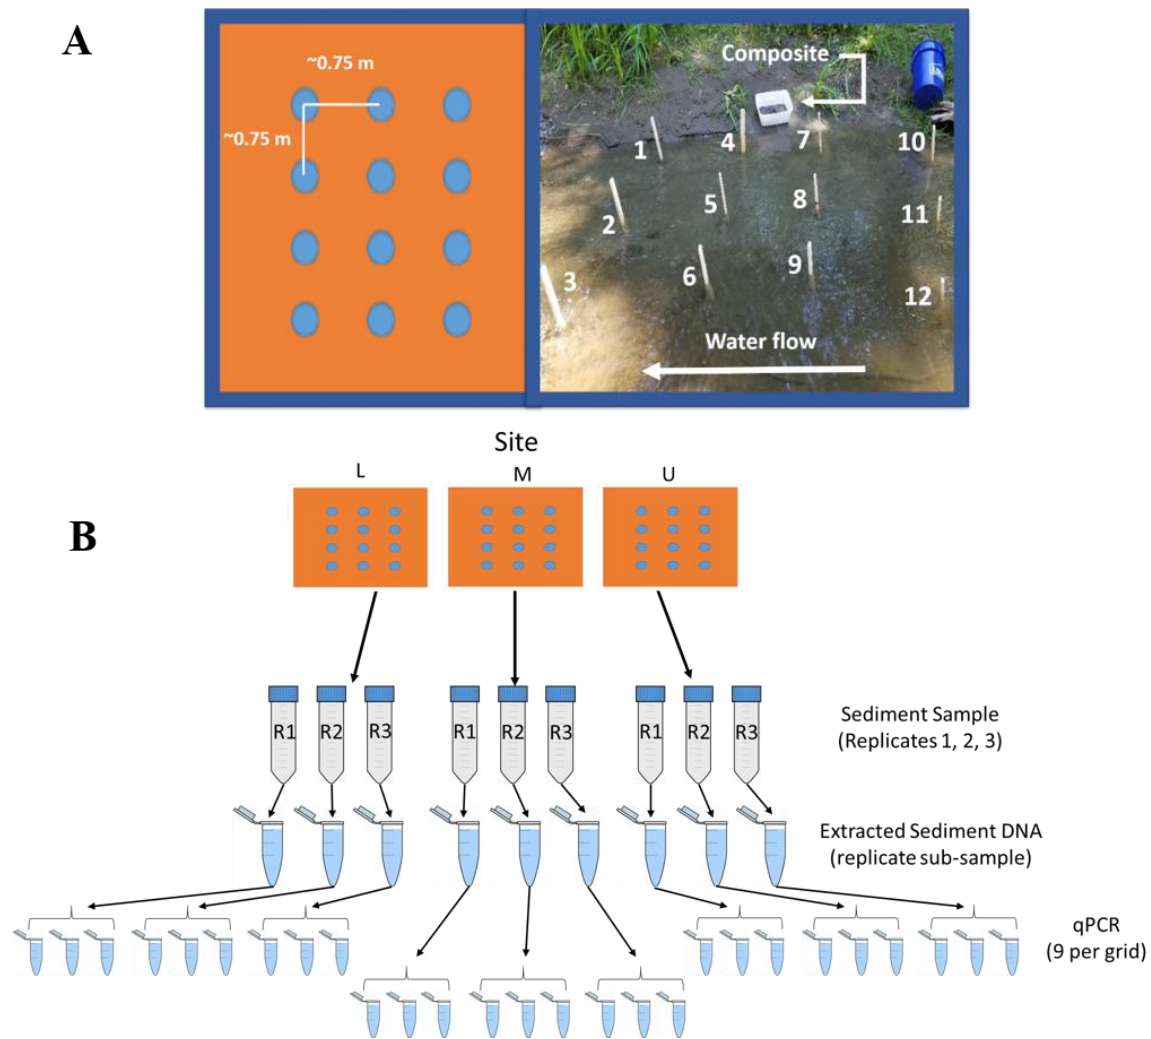 A
~0.75 m
~0.75 m
Composite
1
4
7
10
2
5
8
11
3
6
9
12
Water flow
Site
L
M
U
B
R1
R2
R3
R1
R2
R3
R1
R2
R3
Sediment Sample
(Replicates 1, 2, 3)
Extracted Sediment DNA
(replicate sub-sample)
qPCR
(9 per grid)